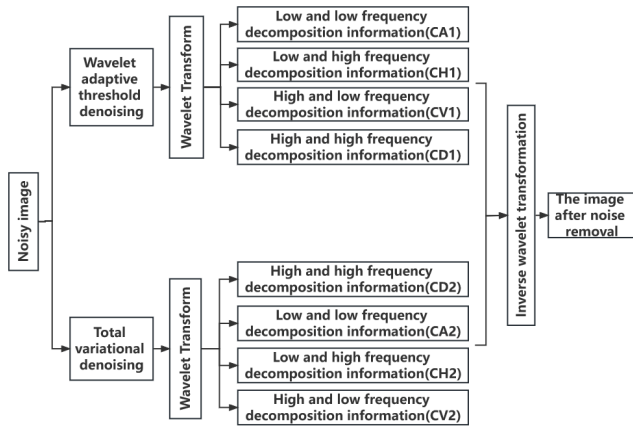 Noisy image
Wavelet
adaptive
threshold
denoising
Wavelet Transform
Low and low frequency
decomposition information(CA1)
Low and high frequency
decomposition information(CH1)
High and low frequency
decomposition information(CV1)
High and high frequency
decomposition information(CD1)
Total
variational
denoising
Wavelet Transform
High and high frequency
decomposition information(CD2)
Low and low frequency
decomposition information(CA2)
Low and high frequency
decomposition information(CH2)
High and low frequency
decomposition information(CV2)
Inverse wavelet transformation
The image
after noise
removal